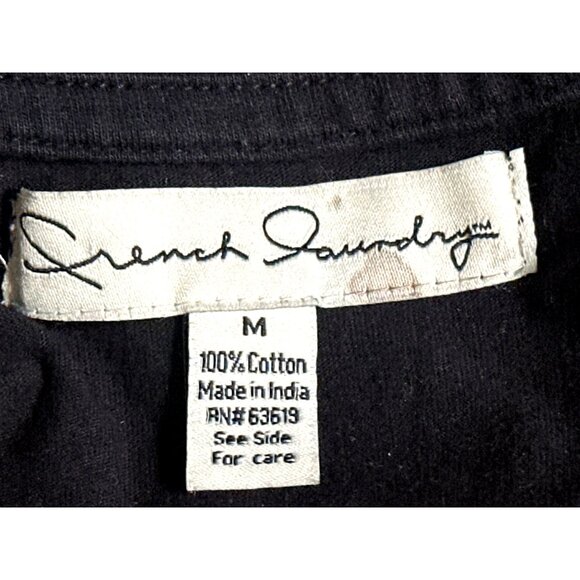 French Laundry™
M
100% Cotton
Made in India
RN# 63619
See Side
For care